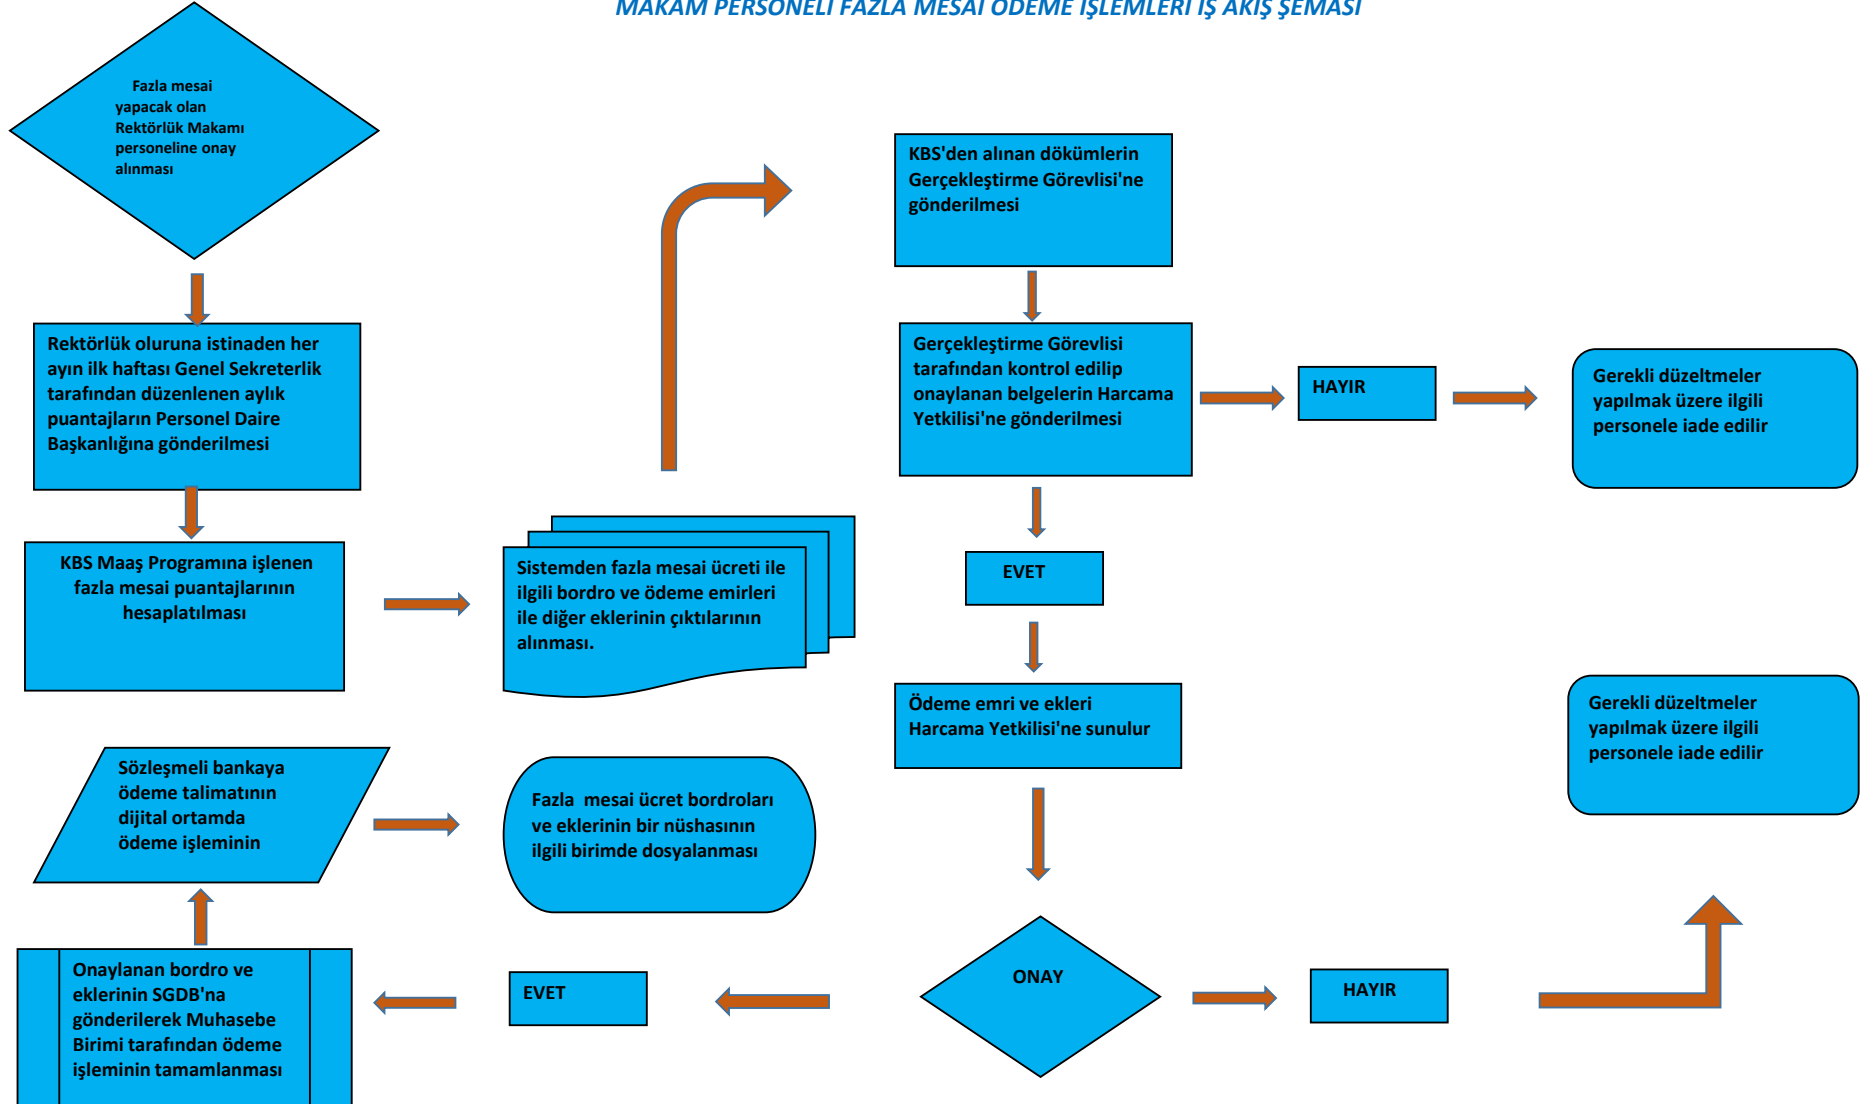 MAKAM PERSONELİ FAZLA MESAİ ÖDEME İŞLEMLERİ İŞ AKIŞ ŞEMASI
Fazla mesai
yapacak olan
Rektörlük Makamı
personeline onay
alınması
Rektörlük oluruna istinaden her
ayın ilk haftası Genel Sekreterlik
tarafından düzenlenen aylık
puantajların Personel Daire
Başkanlığına gönderilmesi
KBS Maaş Programına işlenen
fazla mesai puantajlarının
hesaplatılması
Sistemden fazla mesai ücreti ile
ilgili bordro ve ödeme emirleri
ile diğer eklerinin çıktılarının
alınması.
KBS'den alınan dökümlerin
Gerçekleştirme Görevlisi'ne
gönderilmesi
Gerçekleştirme Görevlisi
tarafından kontrol edilip
onaylanan belgelerin Harcama
Yetkilisi'ne gönderilmesi
HAYIR
Gerekli düzeltmeler
yapılmak üzere ilgili
personele iade edilir
EVET
Ödeme emri ve ekleri
Harcama Yetkilisi'ne sunulur
ONAY
HAYIR
Gerekli düzeltmeler
yapılmak üzere ilgili
personele iade edilir
EVET
Onaylanan bordro ve
eklerinin SGDB'na
gönderilerek Muhasebe
Birimi tarafından ödeme
işleminin tamamlanması
Sözleşmeli bankaya
ödeme talimatının
dijital ortamda
ödeme işleminin
Fazla  mesai ücret bordroları
ve eklerinin bir nüshasının
ilgili birimde dosyalanması